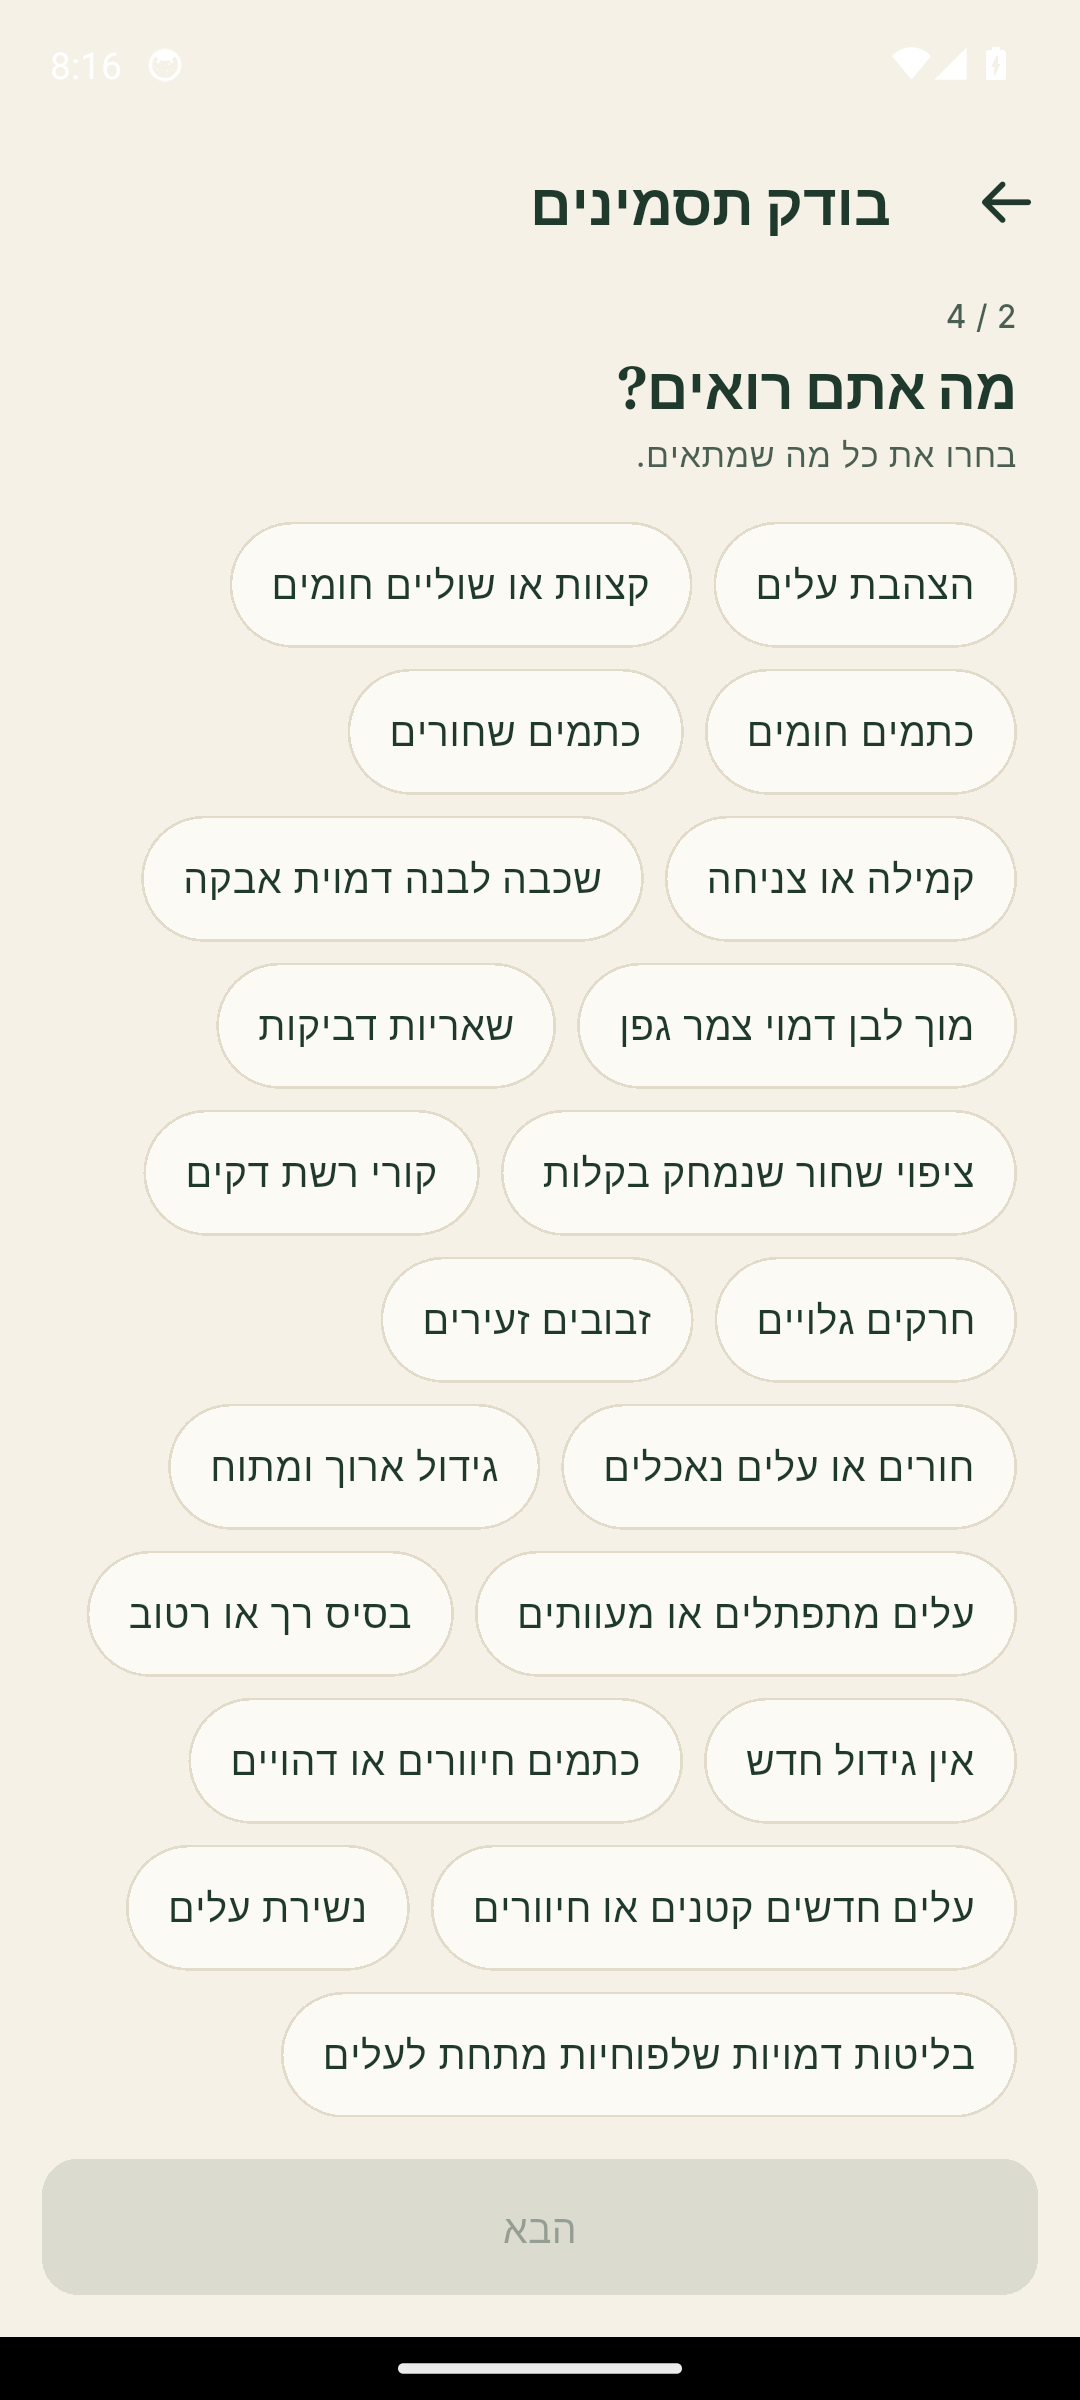 8:16
בודק תסמינים
4 / 2
מה אתם רואים?
בחרו את כל מה שמתאים.
הצהבת עלים
קצוות או שוליים חומים
כתמים חומים
כתמים שחורים
קמילה או צניחה
שכבה לבנה דמוית אבקה
מוך לבן דמוי צמר גפן
שאריות דביקות
ציפוי שחור שנמחק בקלות
קורי רשת דקים
חרקים גלויים
זבובים זעירים
חורים או עלים נאכלים
גידול ארוך ומתוח
עלים מתפתלים או מעוותים
בסיס רך או רטוב
אין גידול חדש
כתמים חיוורים או דהויים
עלים חדשים קטנים או חיוורים
נשירת עלים
בליטות דמויות שלפוחיות מתחת לעלים
הבא